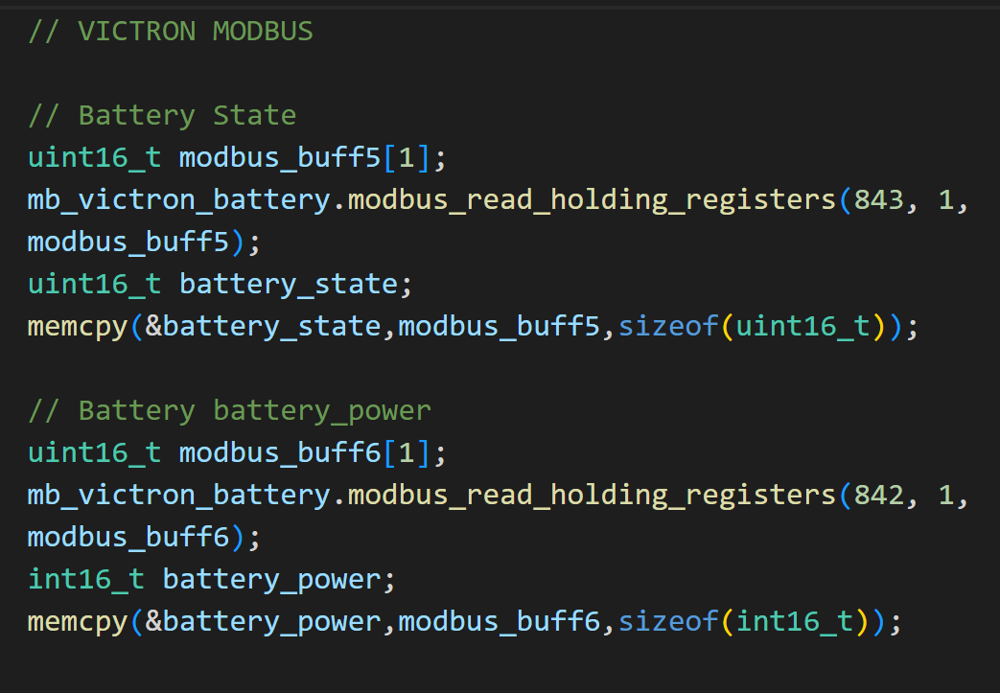 // VICTRON MODBUS
// Battery State
uint16_t modbus_buff5[1];
mb_victron_battery.modbus_read_holding_registers(843, 1,
modbus_buff5);
uint16_t battery_state;
memcpy(&battery_state,modbus_buff5,sizeof(uint16_t));
// Battery battery_power
uint16_t modbus_buff6[1];
mb_victron_battery.modbus_read_holding_registers(842, 1,
modbus_buff6);
int16_t battery_power;
memcpy(&battery_power,modbus_buff6,sizeof(int16_t));